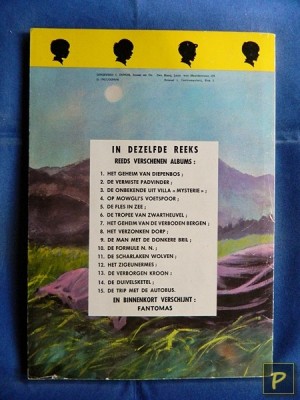 IN DEZELFDE REEKS
REEDS VERSCHENEN ALBUMS :
1. HET GEHEIM VAN DIEPENBOS ;
2. DE VERMISTE PADVINDER ;
3. DE ONBEKENDE UIT VILLA « MYSTERIE » ;
4. OP MOWGLI'S VOETSPOOR ;
5. DE FLES IN ZEE ;
6. DE TROPEE VAN ZWARTHEUVEL ;
7. HET GEHEIM VAN DE VERBODEN BERGEN ;
8. HET VERZONKEN DORP ;
9. DE MAN MET DE DONKERE BRIL ;
10. DE FORMULE N. N. ;
11. DE SCHARLAKEN WOLVEN ;
12. HET ZIGEUNERMES ;
13. DE VERBORGEN KROON ;
14. DE DUIVELSKETEL ;
15. DE TRIP MET DE AUTOBUS.
EN BINNENKORT VERSCHIJNT :
FANTOMAS
P